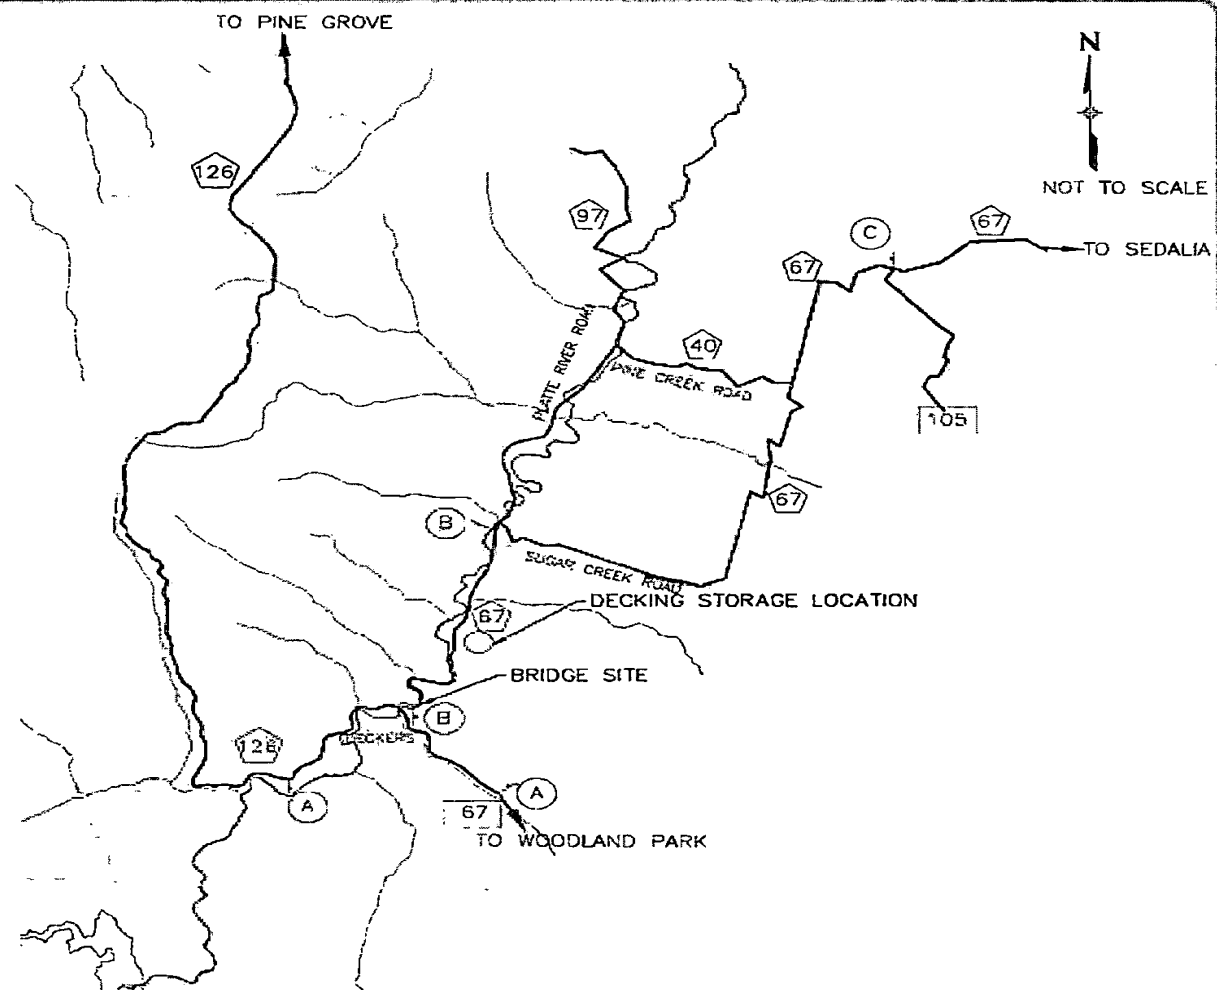 TO PINE GROVE
N
126
NOT TO SCALE
97
C
67
TO SEDALIA
67
PLATTE RIVER ROAD
40
PINE CREEK ROAD
105
67
B
SUGAR CREEK ROAD
DECKING STORAGE LOCATION
67
BRIDGE SITE
B
DECKERS
126
A
A
67
TO WOODLAND PARK